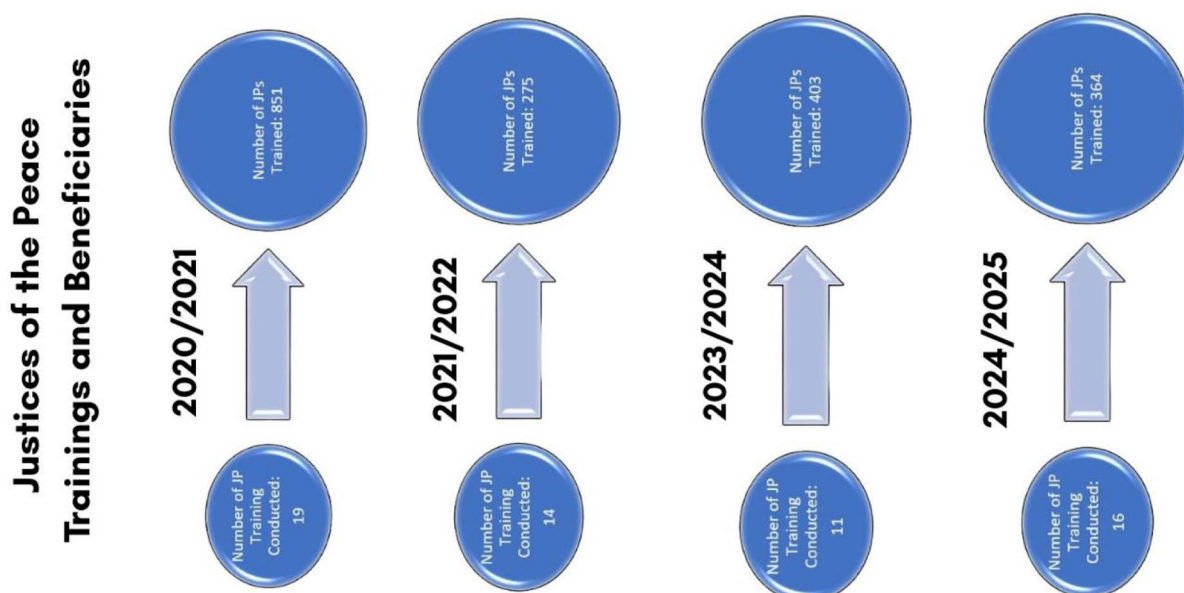 Justices of the Peace
Trainings and Beneficiaries
2020/2021
Number of JP
Training
Conducted:
19
Number of JPs
Trained: 851
2021/2022
Number of JP
Training
Conducted:
14
Number of JPs
Trained: 275
2023/2024
Number of JP
Training
Conducted:
11
Number of JPs
Trained: 403
2024/2025
Number of JP
Training
Conducted:
16
Number of JPs
Trained: 364